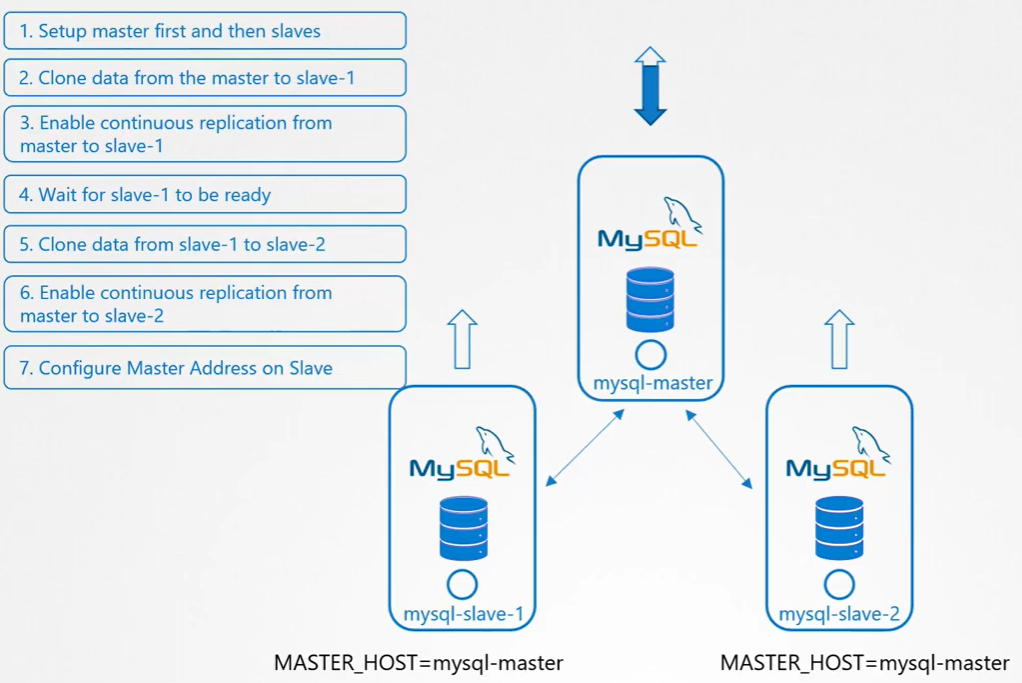 1. Setup master first and then slaves
2. Clone data from the master to slave-1
3. Enable continuous replication from
master to slave-1
4. Wait for slave-1 to be ready
5. Clone data from slave-1 to slave-2
6. Enable continuous replication from
master to slave-2
7. Configure Master Address on Slave
MySQL
mysql-master
MySQL
mysql-slave-1
MASTER_HOST=mysql-master
MySQL
mysql-slave-2
MASTER_HOST=mysql-master